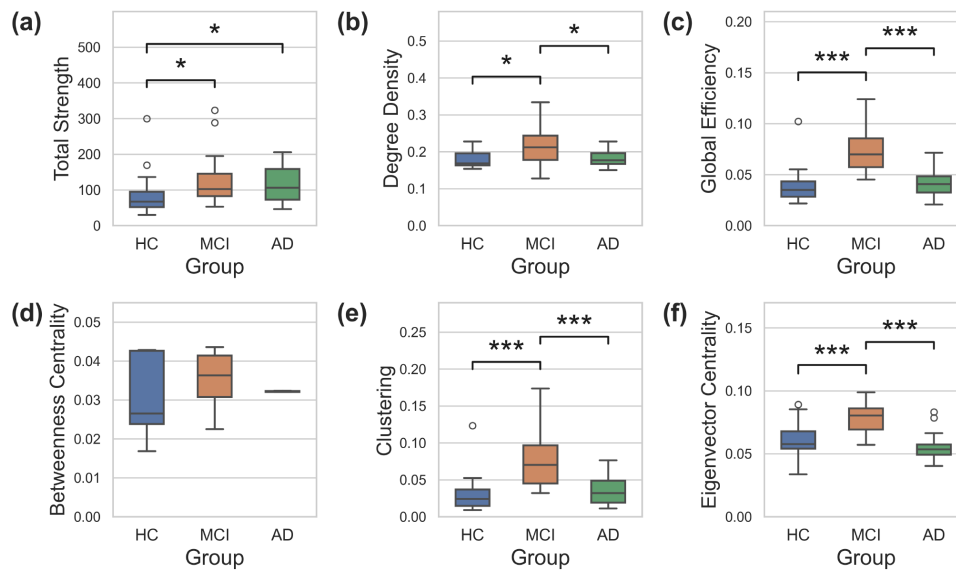 (a)
Total Strength
500
400
300
200
100
0
*
*
HC MCI AD
Group
(b)
Degree Density
0.5
0.4
0.3
0.2
0.1
0.0
*
*
HC MCI AD
Group
(c)
Global Efficiency
0.20
0.15
0.10
0.05
0.00
***
***
HC MCI AD
Group
(d)
Betweenness Centrality
0.05
0.04
0.03
0.02
0.01
0.00
HC MCI AD
Group
(e)
Clustering
0.25
0.20
0.15
0.10
0.05
0.00
***
***
HC MCI AD
Group
(f)
Eigenvector Centrality
0.15
0.10
0.05
0.00
***
***
HC MCI AD
Group